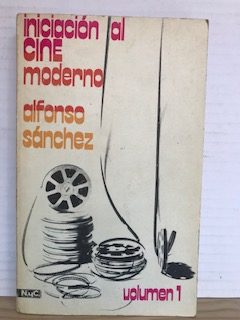 iniciación al
CINE
moderno
alfonso
sánchez
volumen 1
N y C